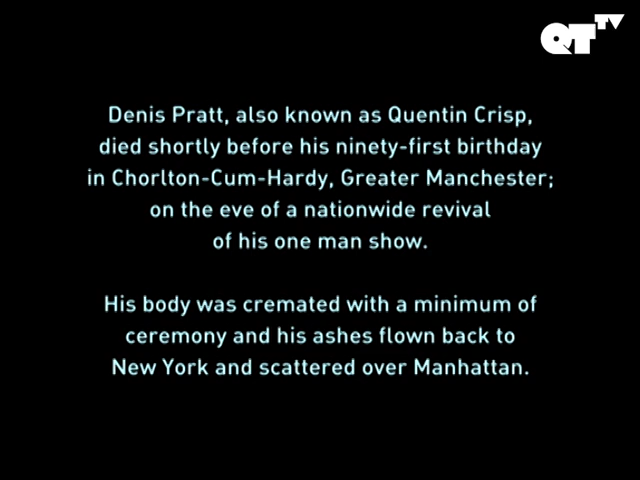 QT TV
Denis Pratt, also known as Quentin Crisp,
died shortly before his ninety-first birthday
in Chorlton-Cum-Hardy, Greater Manchester;
on the eve of a nationwide revival
of his one man show.
His body was cremated with a minimum of
ceremony and his ashes flown back to
New York and scattered over Manhattan.